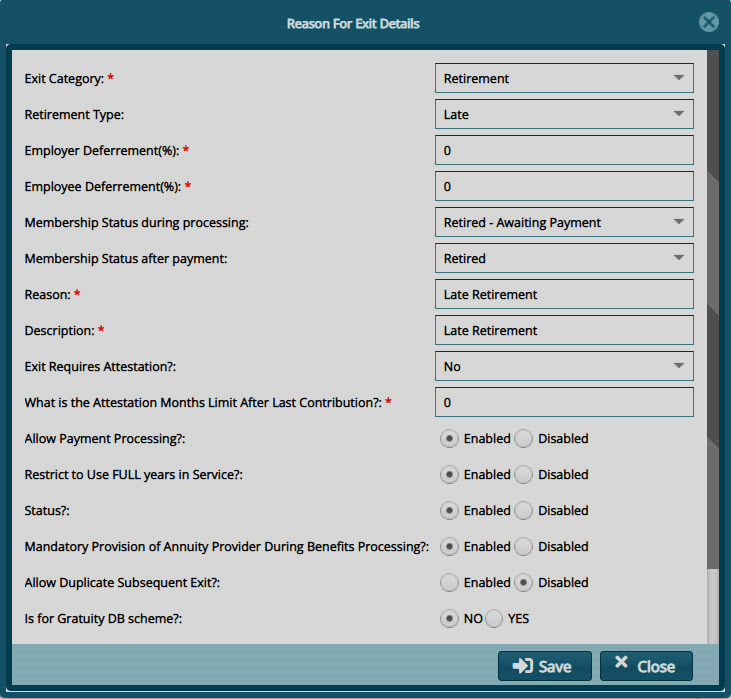 Reason For Exit Details
Exit Category: * Retirement
Retirement Type: Late
Employer Deferrement(%): * 0
Employee Deferrement(%): * 0
Membership Status during processing: Retired - Awaiting Payment
Membership Status after payment: Retired
Reason: * Late Retirement
Description: * Late Retirement
Exit Requires Attestation?: No
What is the Attestation Months Limit After Last Contribution?: * 0
Allow Payment Processing?: Enabled Disabled
Restrict to Use FULL years in Service?: Enabled Disabled
Status?: Enabled Disabled
Mandatory Provision of Annuity Provider During Benefits Processing?: Enabled Disabled
Allow Duplicate Subsequent Exit?: Enabled Disabled
Is for Gratuity DB scheme?: NO YES
Save Close